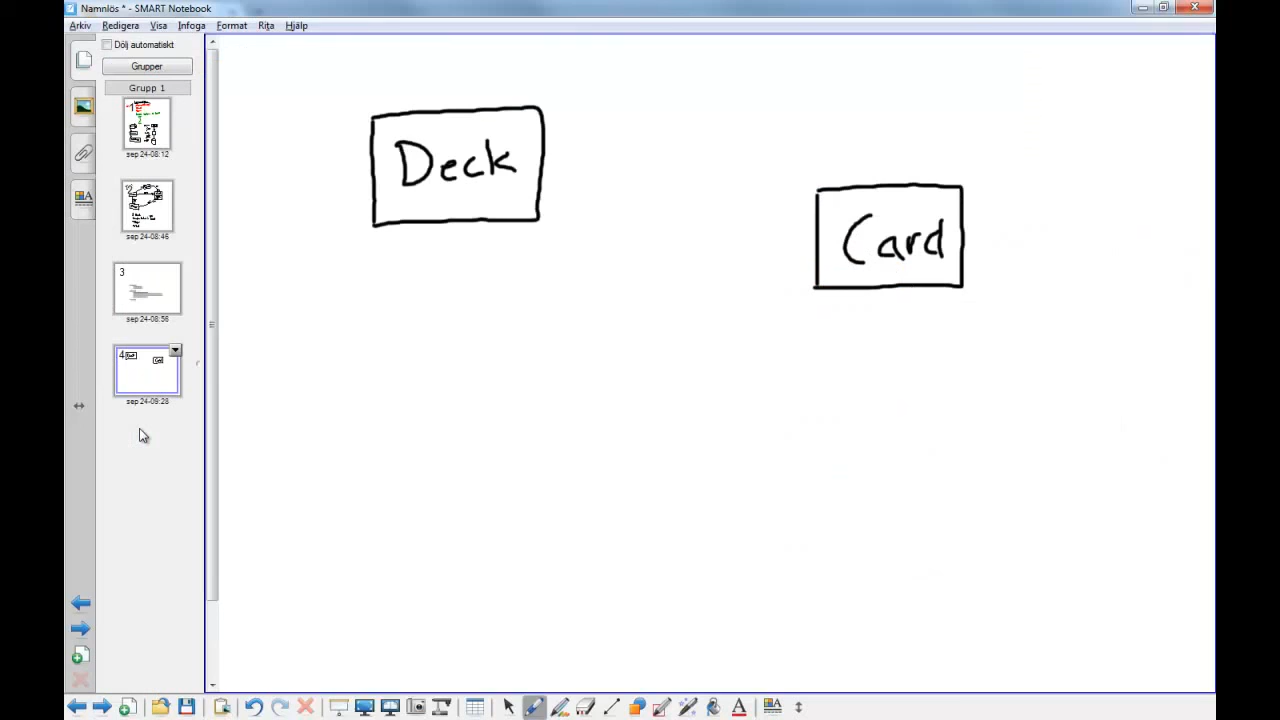 Namnlös * - SMART Notebook
Arkiv Redigera Visa Infoga Format Rita Hjälp
Dölj automatiskt
Grupper
Grupp 1
sep 24-08:12
sep 24-08:46
3
sep 24-08:56
4
sep 24-09:28
Deck
Card